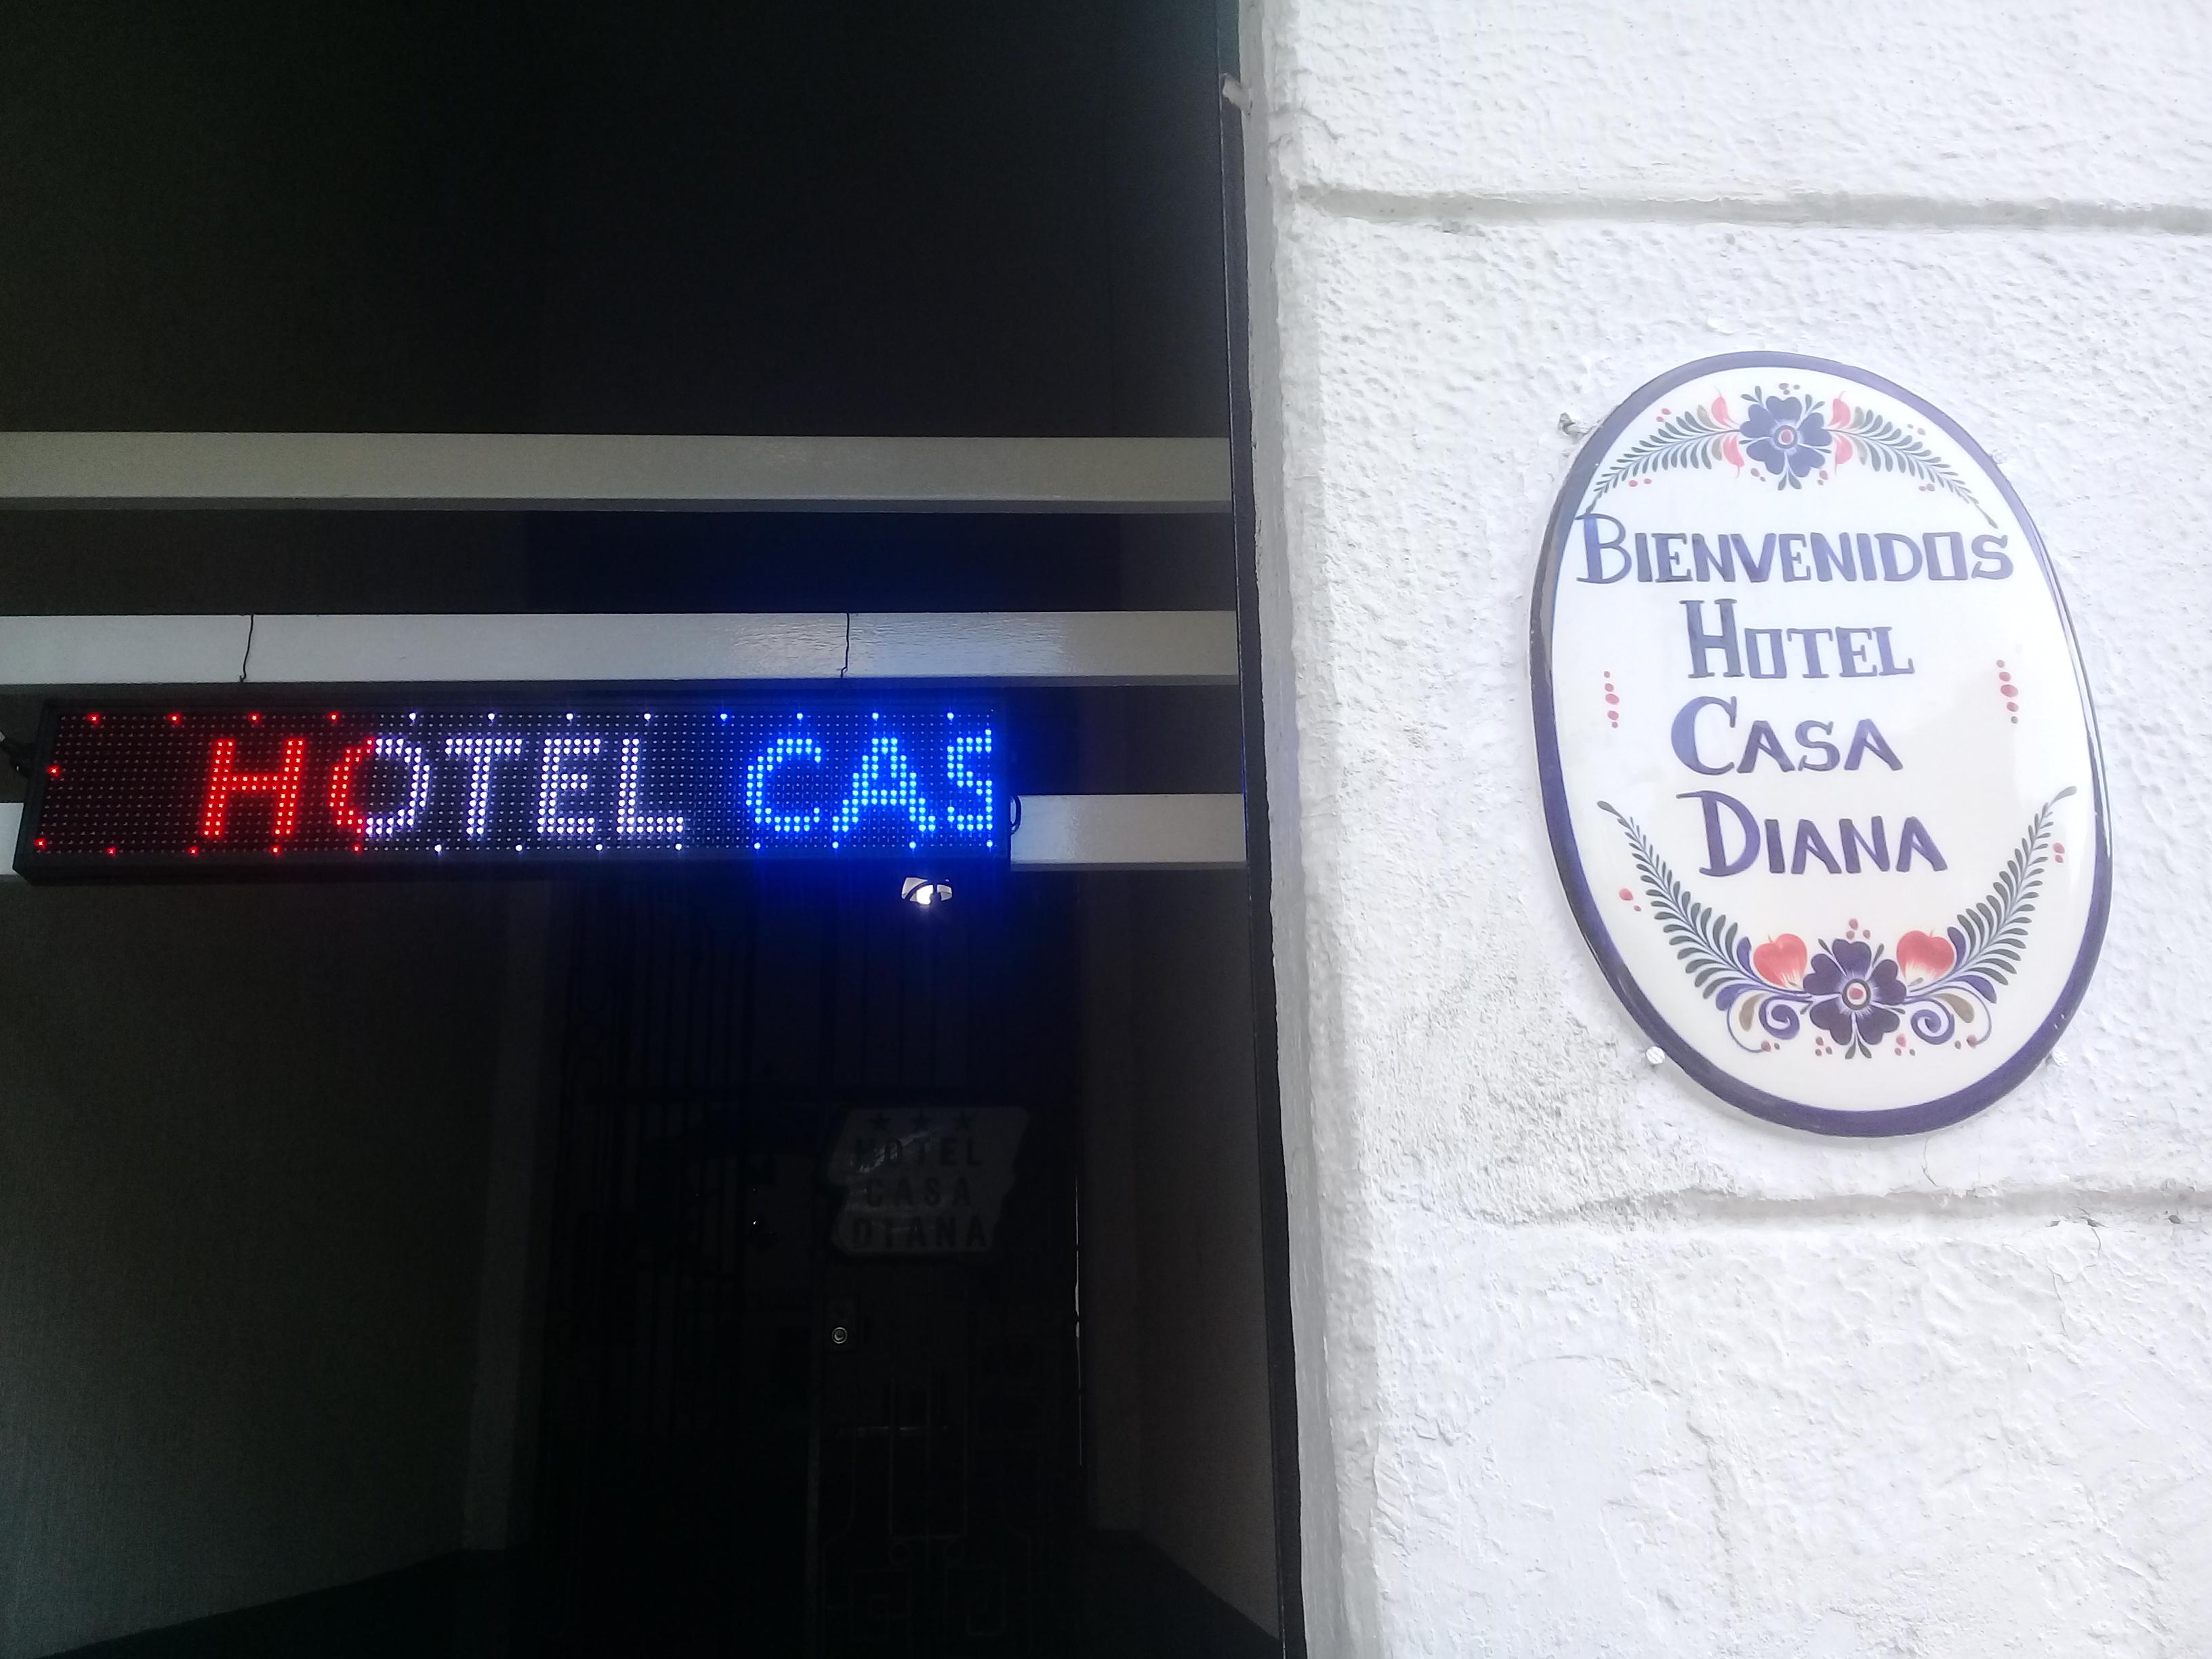 HOTEL CAS
BIENVENIDOS
HOTEL
CASA
DIANA
HOTEL
CASA
DIANA